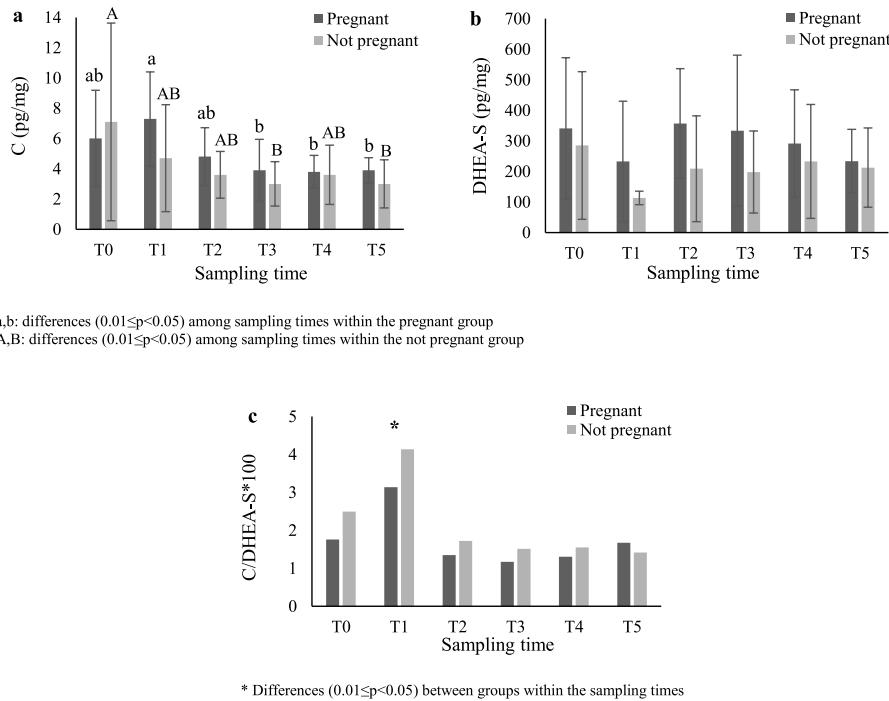 a
14
12
10
8
6
4
2
0
C (pg/mg)
Pregnant
Not pregnant
ab A
a AB
ab AB
b B
b AB
b B
T0 T1 T2 T3 T4 T5
Sampling time
b
700
600
500
400
300
200
100
0
DHEA-S (pg/mg)
Pregnant
Not pregnant
T0 T1 T2 T3 T4 T5
Sampling time
a,b: differences (0.01≤p<0.05) among sampling times within the pregnant group
A,B: differences (0.01≤p<0.05) among sampling times within the not pregnant group
c
5
4
3
2
1
0
C/DHEA-S*100
*
Pregnant
Not pregnant
T0 T1 T2 T3 T4 T5
Sampling time
* Differences (0.01≤p<0.05) between groups within the sampling times